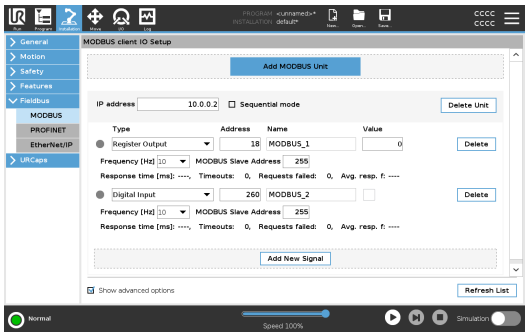 PROGRAM <unnamed>*
INSTALLATION default*
CCCC
CCCC
Run Program Installation Move I/O Log New... Open... Save...
General
Motion
Safety
Features
Fieldbus
MODBUS
PROFINET
EtherNet/IP
URCaps
MODBUS client IO Setup
Add MODBUS Unit
IP address 10.0.0.2 Sequential mode Delete Unit
Type Address Name Value
Register Output 18 MODBUS_1 0 Delete
Frequency [Hz] 10 MODBUS Slave Address 255
Response time [ms]: ----, Timeouts: 0, Requests failed: 0, Avg. resp. f: ----
Digital Input 260 MODBUS_2 Delete
Frequency [Hz] 10 MODBUS Slave Address 255
Response time [ms]: ----, Timeouts: 0, Requests failed: 0, Avg. resp. f: ----
Add New Signal
Show advanced options Refresh List
Normal Speed 100% Simulation